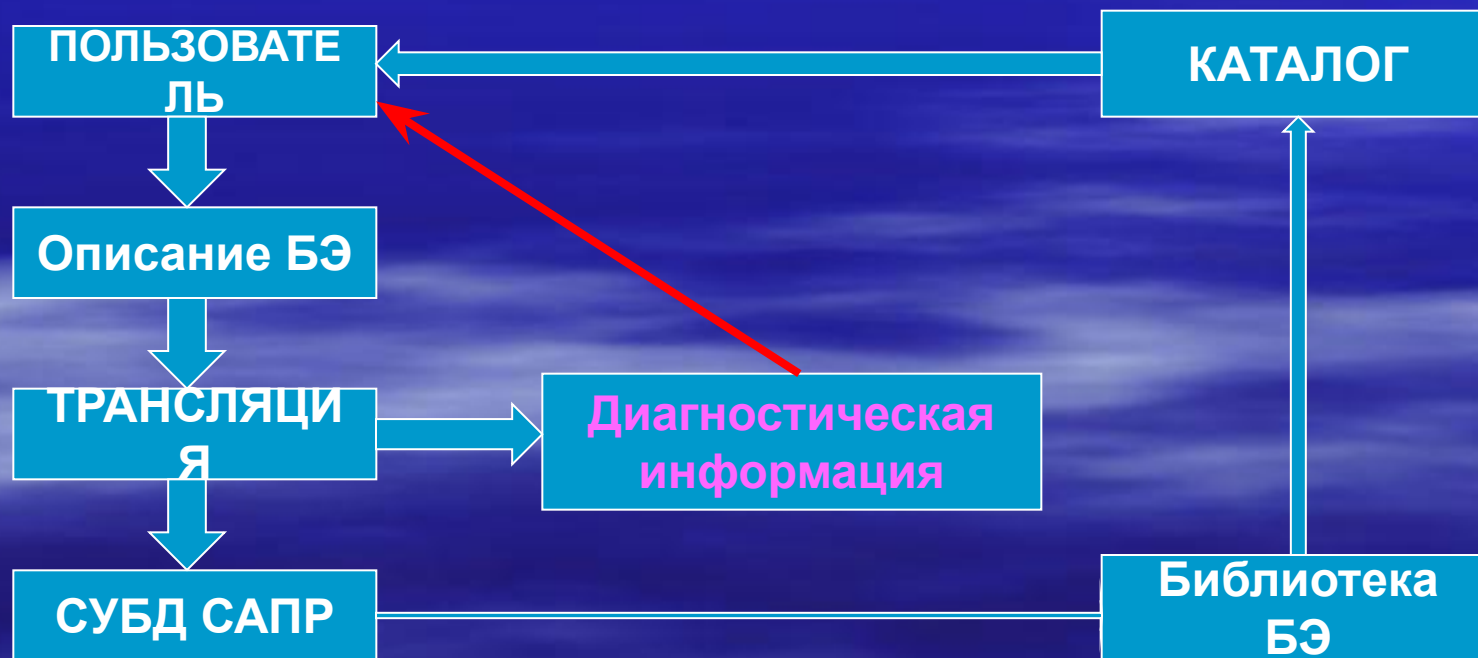 ПОЛЬЗОВАТЕ
ЛЬ
КАТАЛОГ
Описание БЭ
ТРАНСЛЯЦИ
Я
Диагностическая
информация
СУБД САПР
Библиотека
БЭ